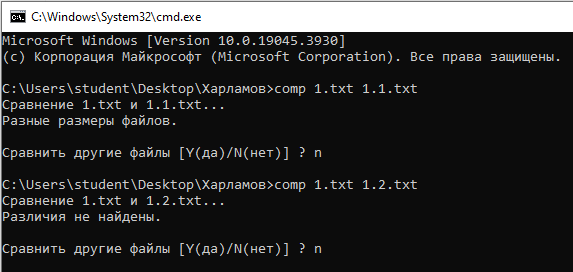 C:\Windows\System32\cmd.exe
Microsoft Windows [Version 10.0.19045.3930]
(c) Корпорация Майкрософт (Microsoft Corporation). Все права защищены.
C:\Users\student\Desktop\Харламов>comp 1.txt 1.1.txt
Сравнение 1.txt и 1.1.txt...
Разные размеры файлов.
Сравнить другие файлы [Y(да)/N(нет)] ? n
C:\Users\student\Desktop\Харламов>comp 1.txt 1.2.txt
Сравнение 1.txt и 1.2.txt...
Различия не найдены.
Сравнить другие файлы [Y(да)/N(нет)] ? n